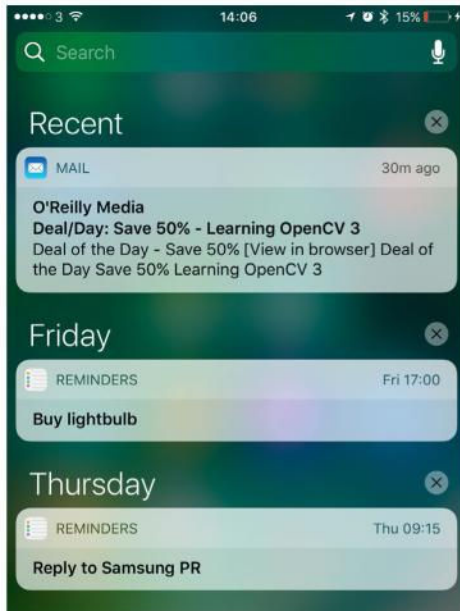 3 14:06 15%
Search
Recent
MAIL 30m ago
O'Reilly Media
Deal/Day: Save 50% - Learning OpenCV 3
Deal of the Day - Save 50% [View in browser] Deal of
the Day Save 50% Learning OpenCV 3
Friday
REMINDERS Fri 17:00
Buy lightbulb
Thursday
REMINDERS Thu 09:15
Reply to Samsung PR